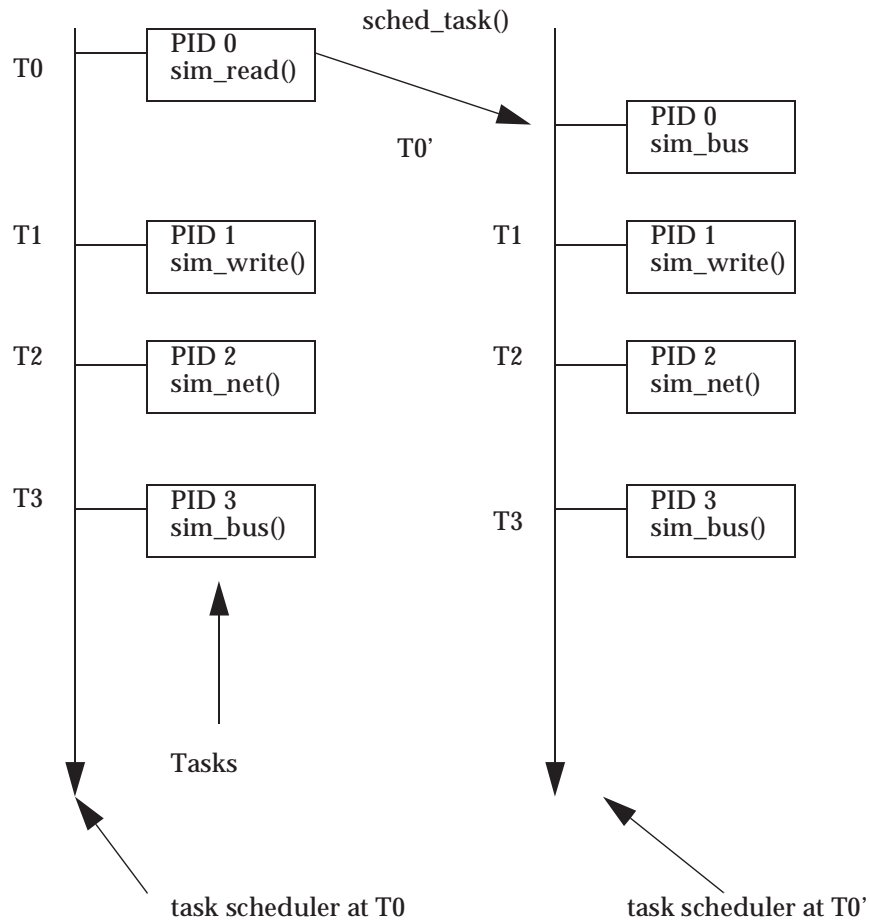 sched_task()
T0
PID 0
sim_read()
T0’
PID 0
sim_bus
T1
PID 1
sim_write()
T1
PID 1
sim_write()
T2
PID 2
sim_net()
T2
PID 2
sim_net()
T3
PID 3
sim_bus()
T3
PID 3
sim_bus()
Tasks
task scheduler at T0
task scheduler at T0’